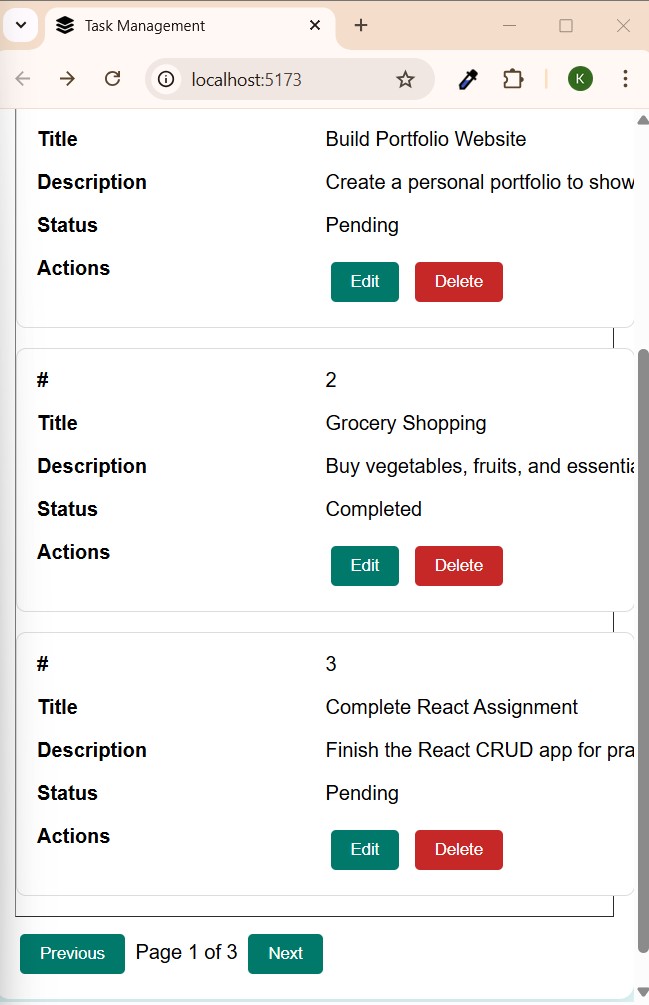 Task Management
localhost:5173
K
Title Build Portfolio Website
Description Create a personal portfolio to show
Status Pending
Actions Edit Delete
# 2
Title Grocery Shopping
Description Buy vegetables, fruits, and essentia
Status Completed
Actions Edit Delete
# 3
Title Complete React Assignment
Description Finish the React CRUD app for pra
Status Pending
Actions Edit Delete
Previous Page 1 of 3 Next